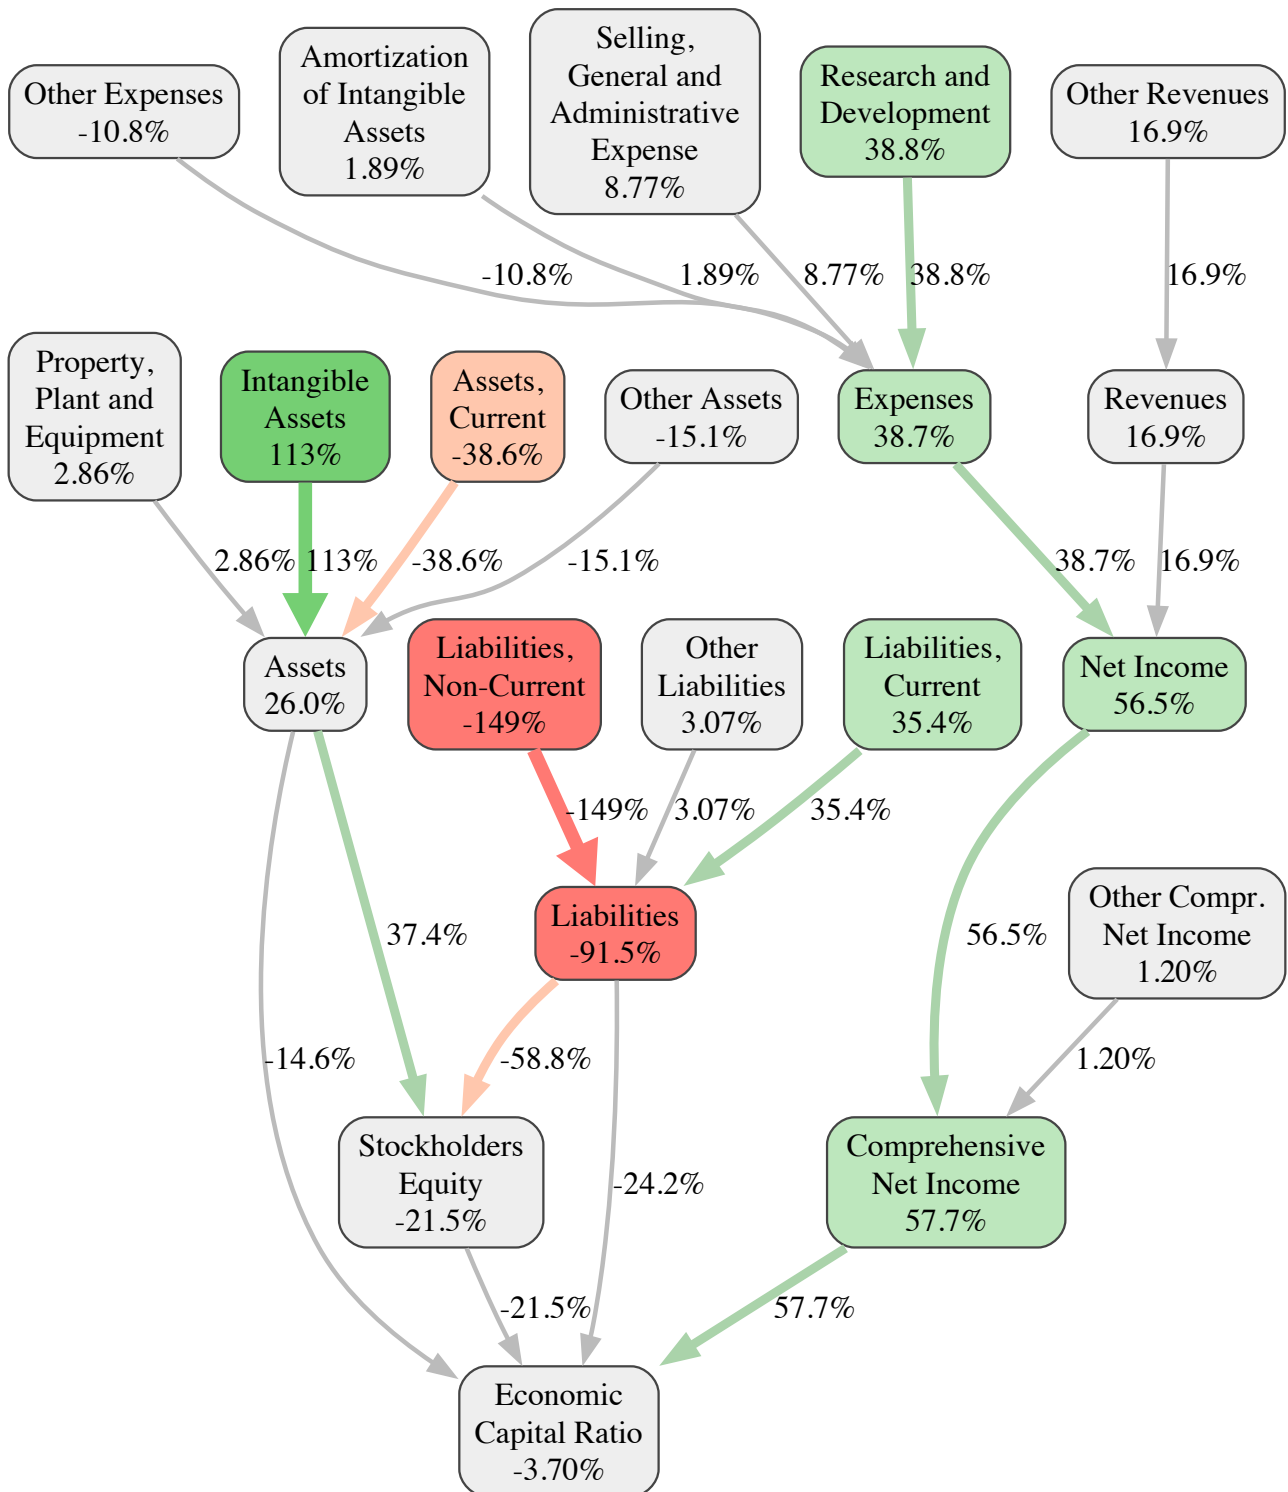 Other Expenses
-10.8%
Amortization
of Intangible
Assets
1.89%
Selling,
General and
Administrative
Expense
8.77%
Research and
Development
38.8%
Other Revenues
16.9%
-10.8%
1.89%
8.77%
38.8%
16.9%
Property,
Plant and
Equipment
2.86%
Intangible
Assets
113%
Assets,
Current
-38.6%
Other Assets
-15.1%
Expenses
38.7%
Revenues
16.9%
2.86%
113%
-38.6%
-15.1%
38.7%
16.9%
Assets
26.0%
Liabilities,
Non-Current
-149%
Other
Liabilities
3.07%
Liabilities,
Current
35.4%
Net Income
56.5%
-149%
3.07%
35.4%
Liabilities
-91.5%
Other Compr.
Net Income
1.20%
37.4%
56.5%
-14.6%
-58.8%
1.20%
Stockholders
Equity
-21.5%
-24.2%
Comprehensive
Net Income
57.7%
-21.5%
57.7%
Economic
Capital Ratio
-3.70%